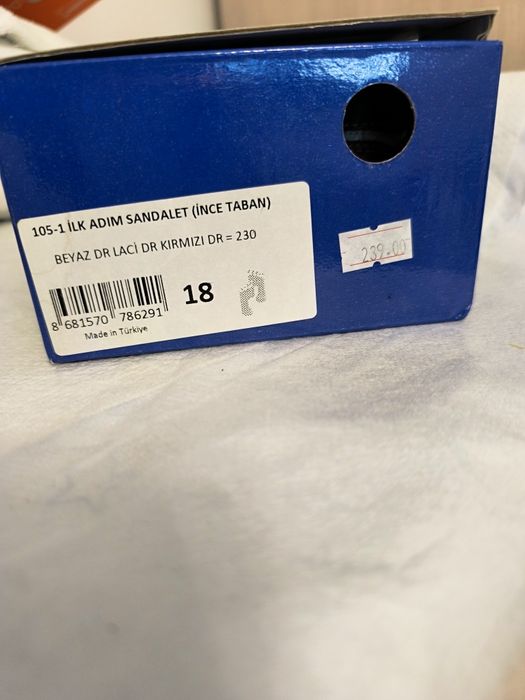 105-1 İLK ADIM SANDALET (İNCE TABAN)
BEYAZ DR LACİ DR KIRMIZI DR = 230
18
8 681570 786291
Made in Türkiye
239.00